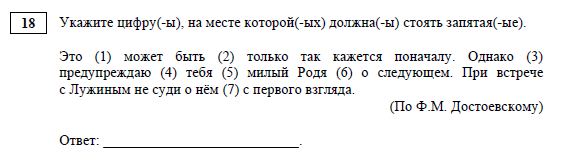 18 Укажите цифру(-ы), на месте которой(-ых) должна(-ы) стоять запятая(-ые).
Это (1) может быть (2) только так кажется поначалу. Однако (3)
предупреждаю (4) тебя (5) милый Родя (6) о следующем. При встрече
с Лужиным не суди о нём (7) с первого взгляда.
(По Ф.М. Достоевскому)
Ответ: ___________________________.